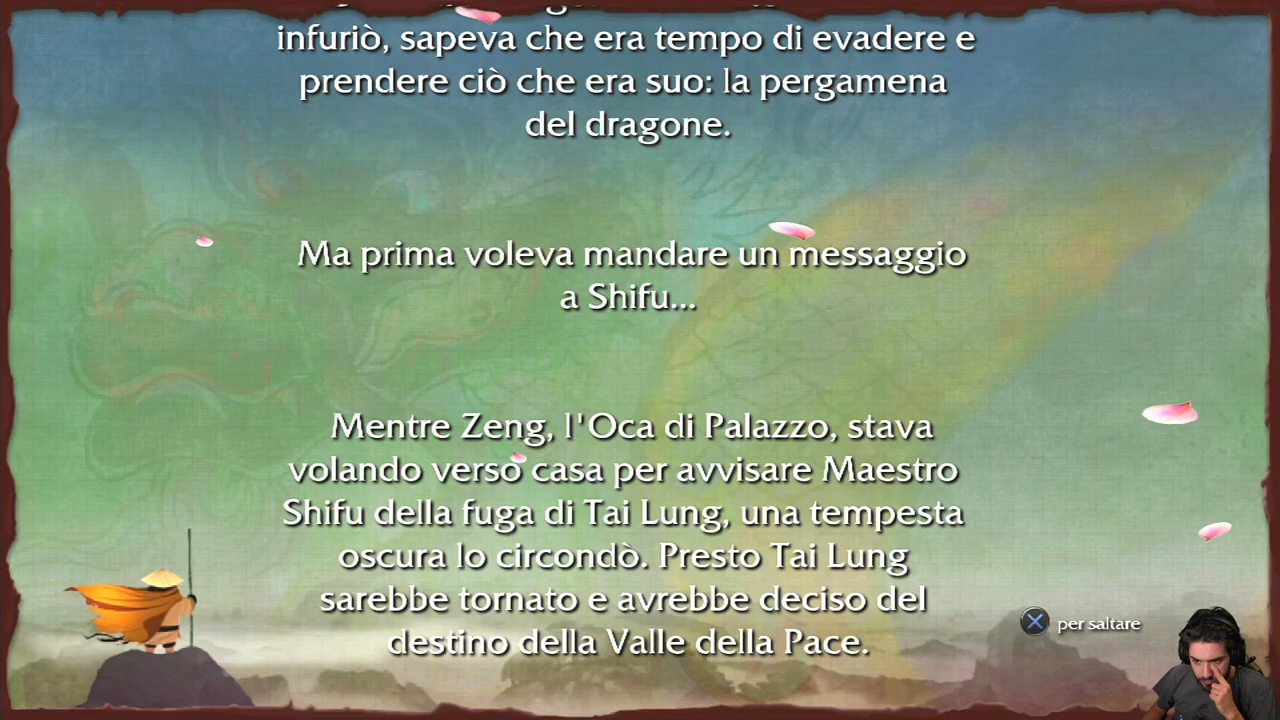 infuriò, sapeva che era tempo di evadere e
prendere ciò che era suo: la pergamena
del dragone.
Ma prima voleva mandare un messaggio
a Shifu...
Mentre Zeng, l'Oca di Palazzo, stava
volando verso casa per avvisare Maestro
Shifu della fuga di Tai Lung, una tempesta
oscura lo circondò. Presto Tai Lung
sarebbe tornato e avrebbe deciso del
destino della Valle della Pace.
per saltare